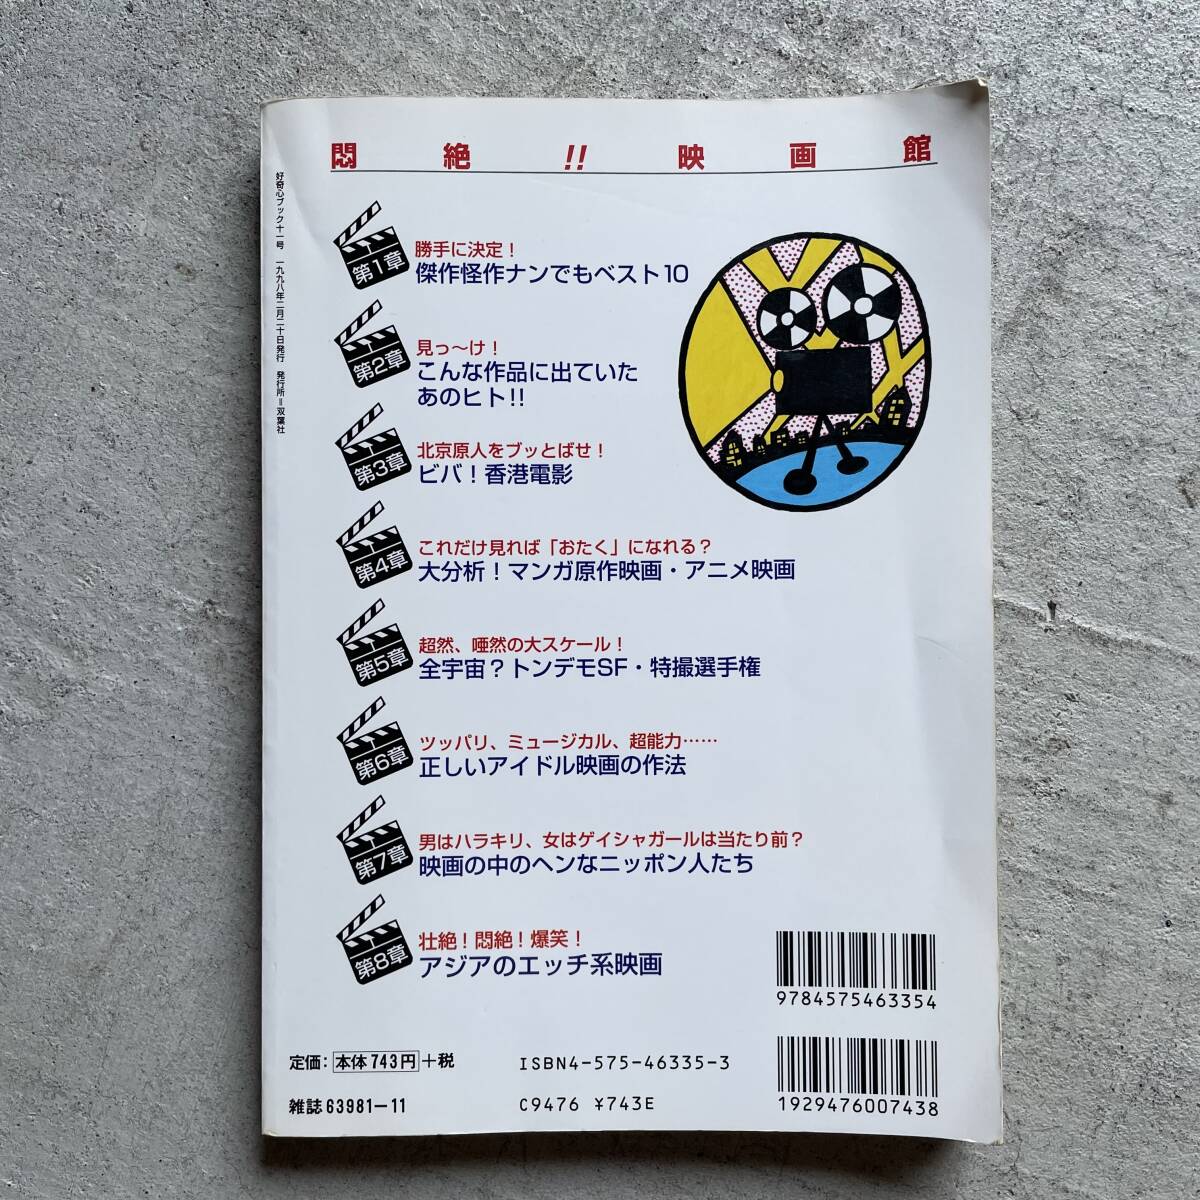 悶絶!!映画館
好奇心ブック十一号 一九九八年二月二十日発行 発行所=双葉社
第1章
勝手に決定!
傑作怪作ナンでもベスト10
第2章
見っ〜け!
こんな作品に出ていた
あのヒト!!
第3章
北京原人をブッとばせ!
ビバ!香港電影
第4章
これだけ見れば「おたく」になれる?
大分析!マンガ原作映画・アニメ映画
第5章
超然、唖然の大スケール!
全宇宙?トンデモSF・特撮選手権
第6章
ツッパリ、ミュージカル、超能力……
正しいアイドル映画の作法
第7章
男はハラキリ、女はゲイシャガールは当たり前?
映画の中のヘンなニッポン人たち
第8章
壮絶!悶絶!爆笑!
アジアのエッチ系映画
9784575463354
定価:本体743円+税
ISBN4-575-46335-3
雑誌63981-11
C9476 ¥743E
1929476007438